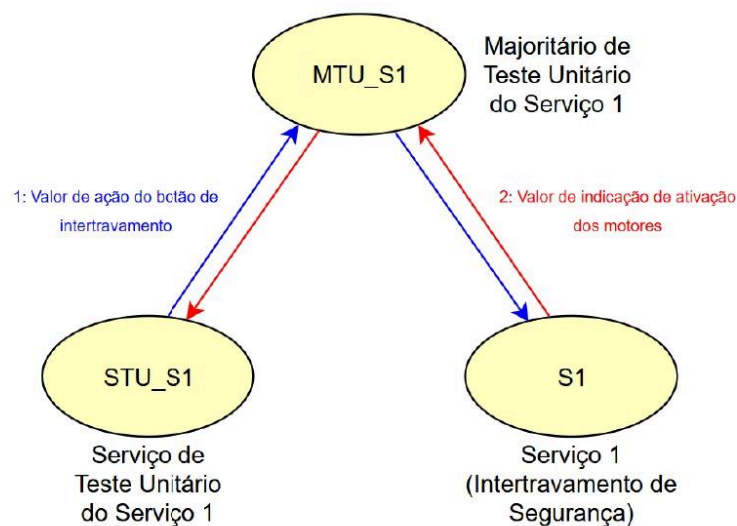 MTU_S1
Majoritário de
Teste Unitário
do Serviço 1
1: Valor de ação do botão de
intertravamento
2: Valor de indicação de ativação
dos motores
STU_S1
Serviço de
Teste Unitário
do Serviço 1
S1
Serviço 1
(Intertravamento de
Segurança)